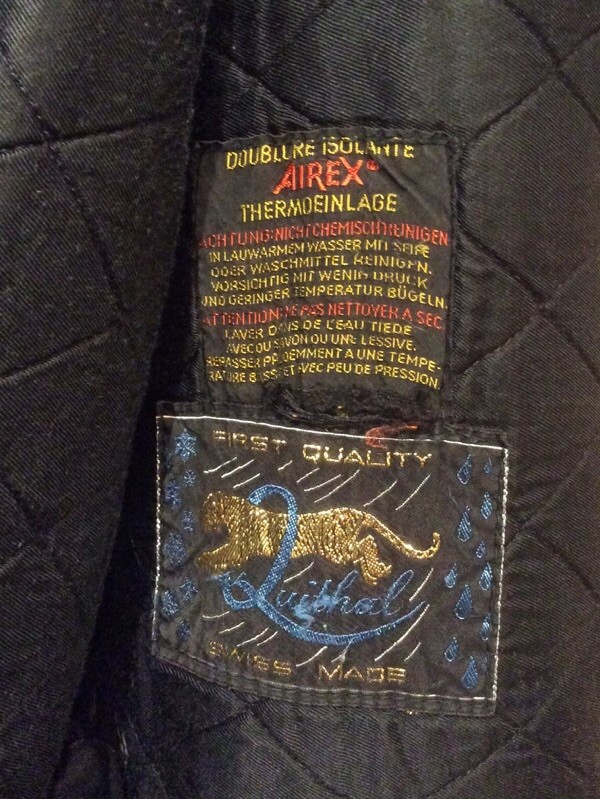 DOUBLURE ISOLANTE
AIREX®
THERMOEINLAGE
ACHTUNG: NICHT CHEMISCH REINIGEN
IN LAUWARMEM WASSER MIT SEIFE
ODER WASCHMITTEL REINIGEN.
VORSICHTIG MIT WENIG DRUCK
UND GERINGER TEMPERATUR BÜGELN.
ATTENTION: NE PAS NETTOYER A SEC.
LAVER DANS DE L'EAU TIEDE
AVEC DU SAVON OU UNE LESSIVE.
REPASSER PRUDEMMENT A UNE TEMPE-
RATURE BASSE ET AVEC PEU DE PRESSION.
FIRST QUALITY
Luithal
SWISS MADE